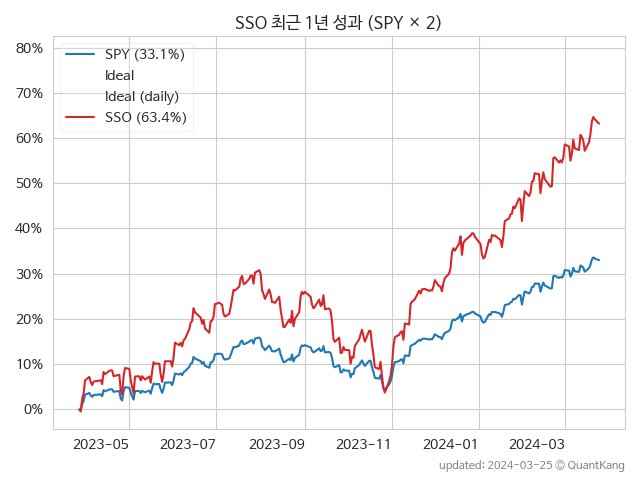 SSO 최근 1년 성과 (SPY × 2)
80%
70%
60%
50%
40%
30%
20%
10%
0%
SPY (33.1%)
Ideal
Ideal (daily)
SSO (63.4%)
2023-05
2023-07
2023-09
2023-11
2024-01
2024-03
updated: 2024-03-25 © QuantKang